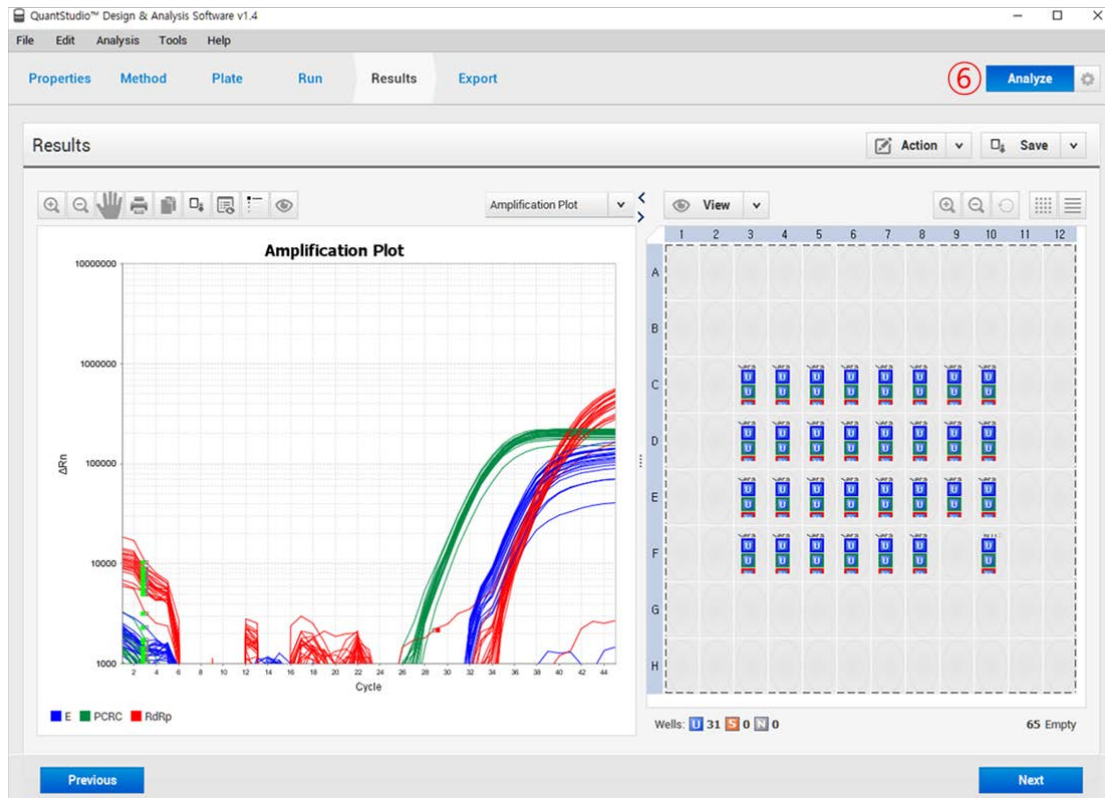 QuantStudio™ Design & Analysis Software v1.4
File Edit Analysis Tools Help
Properties Method Plate Run Results Export ⑥ Analyze
Results Action Save
Amplification Plot View
Amplification Plot
10000000
1000000
100000
10000
1000
ΔRn
2 4 6 8 10 12 14 16 18 20 22 24 26 28 30 32 34 36 38 40 42 44
Cycle
E PCRC RdRp
1 2 3 4 5 6 7 8 9 10 11 12
A
B
C U U U U U U U U
U U U U U U U U
D U U U U U U U U
U U U U U U U U
E U U U U U U U U
U U U U U U U U
F U U U U U U U
U U U U U U U
G
H
Wells: U 31 S 0 N 0 65 Empty
Previous Next